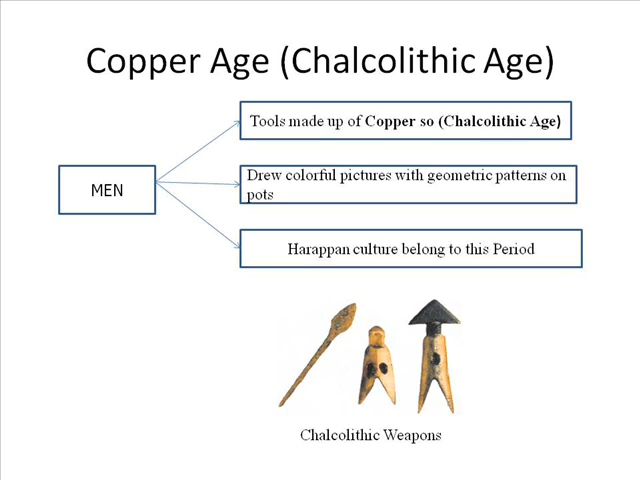 Copper Age (Chalcolithic Age)
Tools made up of Copper so (Chalcolithic Age)
MEN
Drew colorful pictures with geometric patterns on
pots
Harappan culture belong to this Period
Chalcolithic Weapons